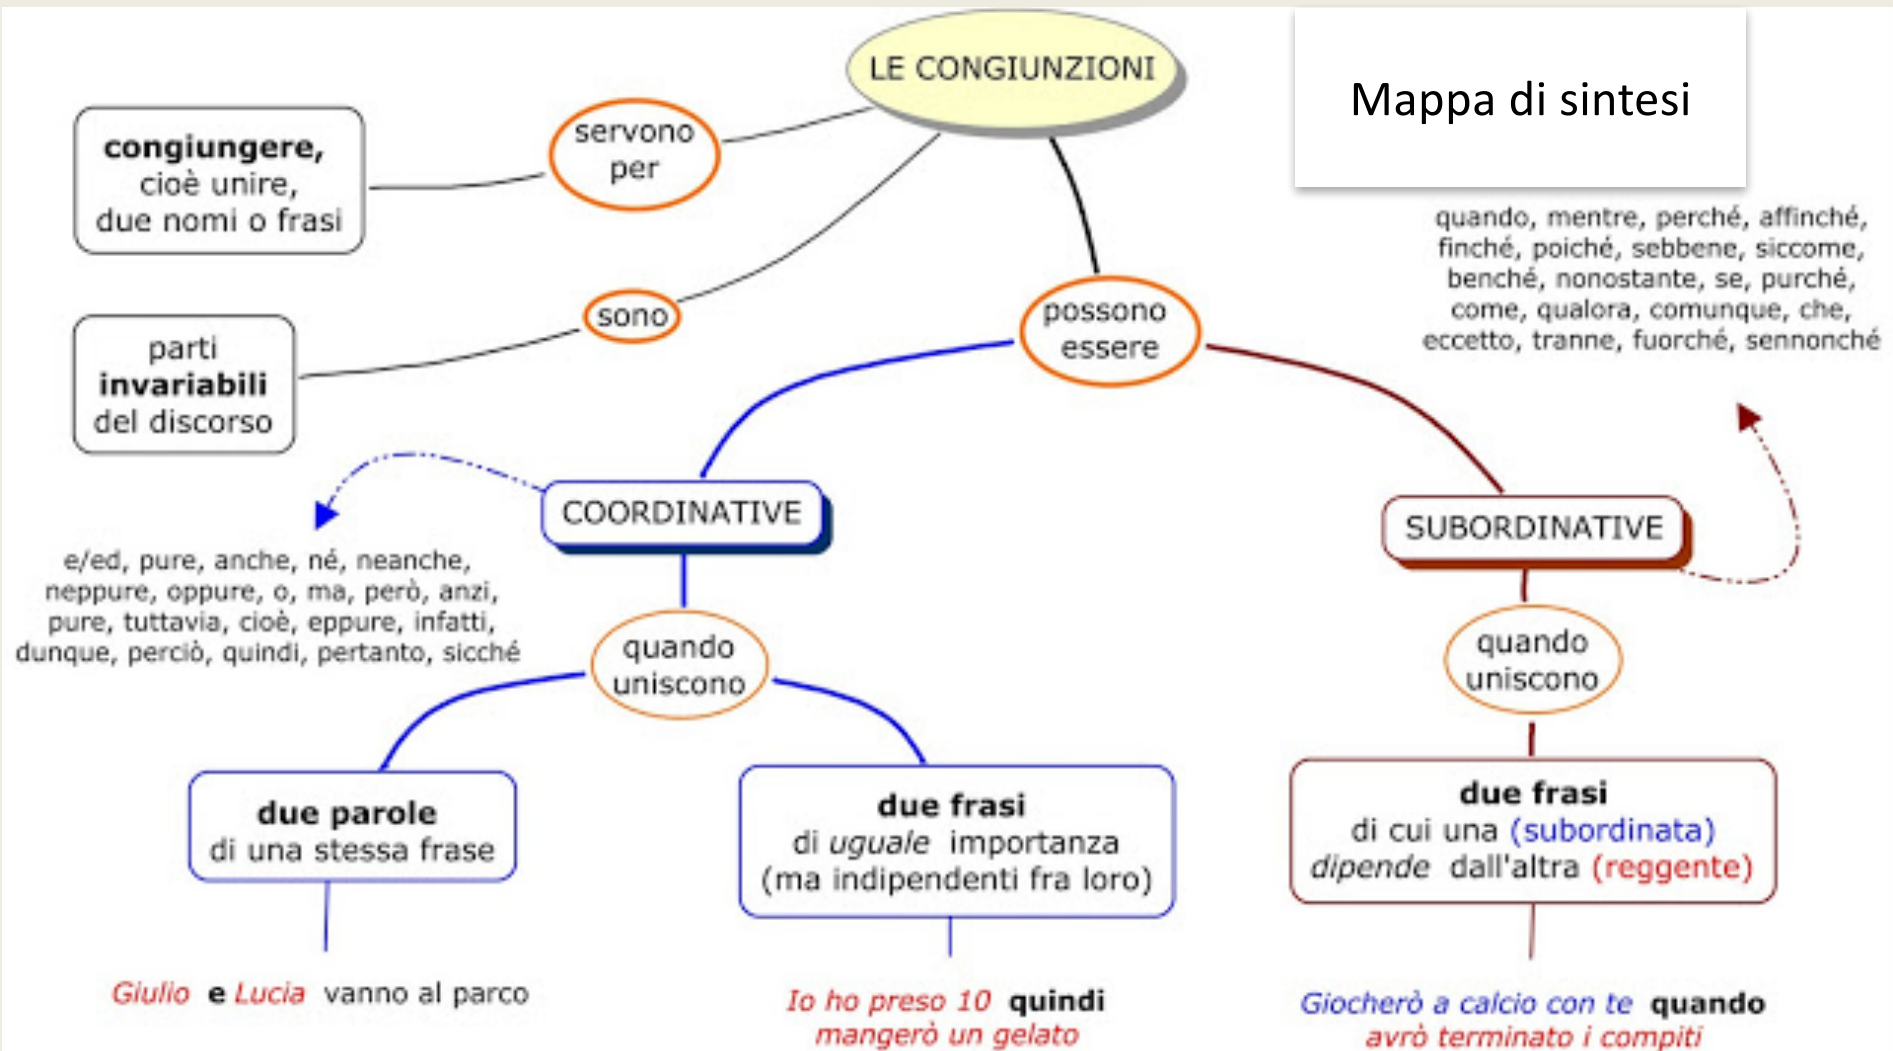 LE CONGIUNZIONI
Mappa di sintesi
servono
per
congiungere,
cioè unire,
due nomi o frasi
sono
parti
invariabili
del discorso
possono
essere
quando, mentre, perché, affinché,
finché, poiché, sebbene, siccome,
benché, nonostante, se, purché,
come, qualora, comunque, che,
eccetto, tranne, fuorché, sennonché
COORDINATIVE
SUBORDINATIVE
e/ed, pure, anche, né, neanche,
neppure, oppure, o, ma, però, anzi,
pure, tuttavia, cioè, eppure, infatti,
dunque, perciò, quindi, pertanto, sicché
quando
uniscono
quando
uniscono
due parole
di una stessa frase
due frasi
di uguale importanza
(ma indipendenti fra loro)
due frasi
di cui una (subordinata)
dipende dall'altra (reggente)
Giulio e Lucia vanno al parco
Io ho preso 10 quindi
mangerò un gelato
Giocherò a calcio con te quando
avrò terminato i compiti